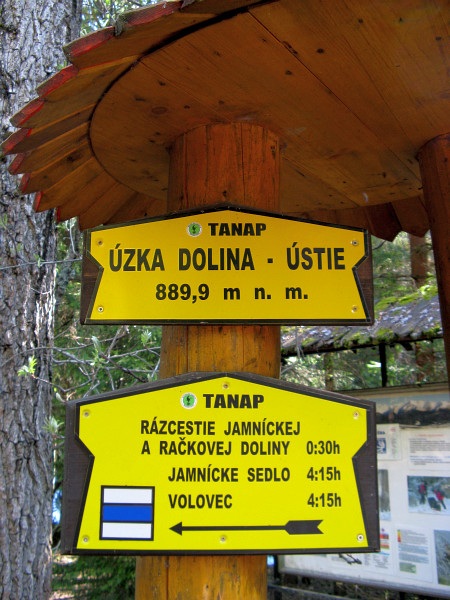 TANAP
ÚZKA DOLINA - ÚSTIE
889,9 m n. m.
TANAP
RÁZCESTIE JAMNÍCKEJ
A RAČKOVEJ DOLINY 0:30h
JAMNÍCKE SEDLO 4:15h
VOLOVEC 4:15h